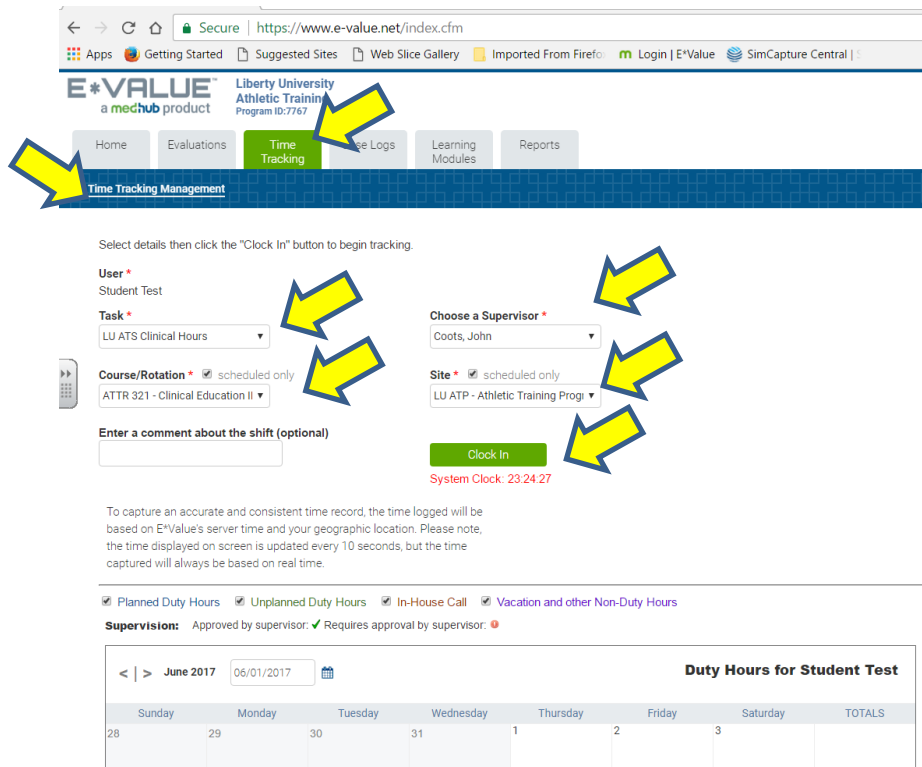 Secure | https://www.e-value.net/index.cfm
Apps Getting Started Suggested Sites Web Slice Gallery Imported From Firefo m Login | E*Value SimCapture Central |
E*VALUE™ Liberty University
a medhub product Athletic Training
Program ID:7767
Home Evaluations Time Tracking Logs Learning Modules Reports
Time Tracking Management
Select details then click the "Clock In" button to begin tracking.
User *
Student Test
Task * Choose a Supervisor *
LU ATS Clinical Hours Coots, John
Course/Rotation * scheduled only Site * scheduled only
ATTR 321 - Clinical Education II LU ATP - Athletic Training Progr
Enter a comment about the shift (optional)
Clock In
System Clock: 23:24:27
To capture an accurate and consistent time record, the time logged will be
based on E*Value's server time and your geographic location. Please note,
the time displayed on screen is updated every 10 seconds, but the time
captured will always be based on real time.
Planned Duty Hours Unplanned Duty Hours In-House Call Vacation and other Non-Duty Hours
Supervision: Approved by supervisor: ✓ Requires approval by supervisor:
< | > June 2017 06/01/2017 Duty Hours for Student Test
Sunday Monday Tuesday Wednesday Thursday Friday Saturday TOTALS
28 29 30 31 1 2 3